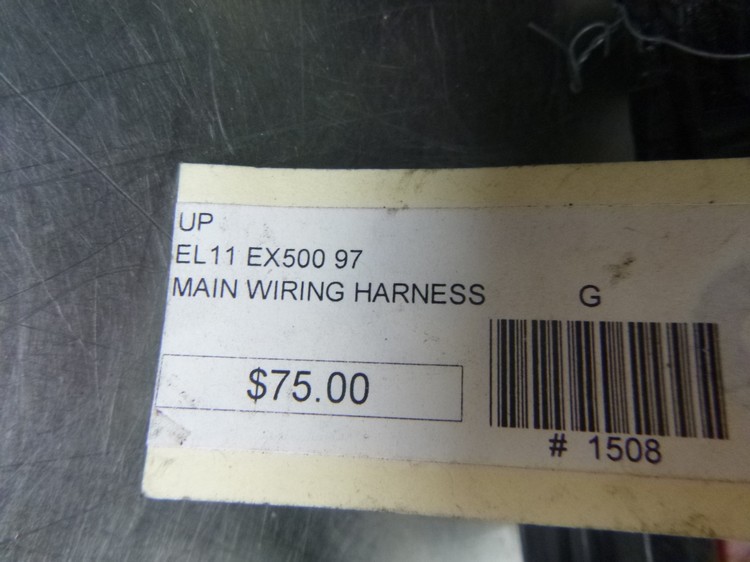 UP
EL11 EX500 97
MAIN WIRING HARNESS G
$75.00
# 1508